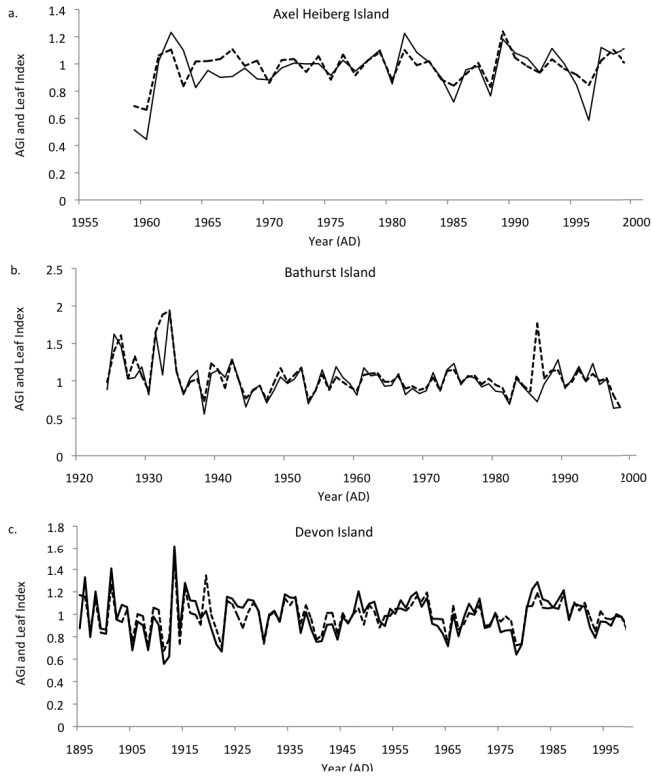 a.
Axel Heiberg Island
AGI and Leaf Index
1.4
1.2
1
0.8
0.6
0.4
0.2
0
1955 1960 1965 1970 1975 1980 1985 1990 1995 2000
Year (AD)
b.
Bathurst Island
AGI and Leaf Index
2.5
2
1.5
1
0.5
0
1920 1930 1940 1950 1960 1970 1980 1990 2000
Year (AD)
c.
Devon Island
AGI and Leaf Index
1.8
1.6
1.4
1.2
1
0.8
0.6
0.4
0.2
0
1895 1905 1915 1925 1935 1945 1955 1965 1975 1985 1995
Year (AD)